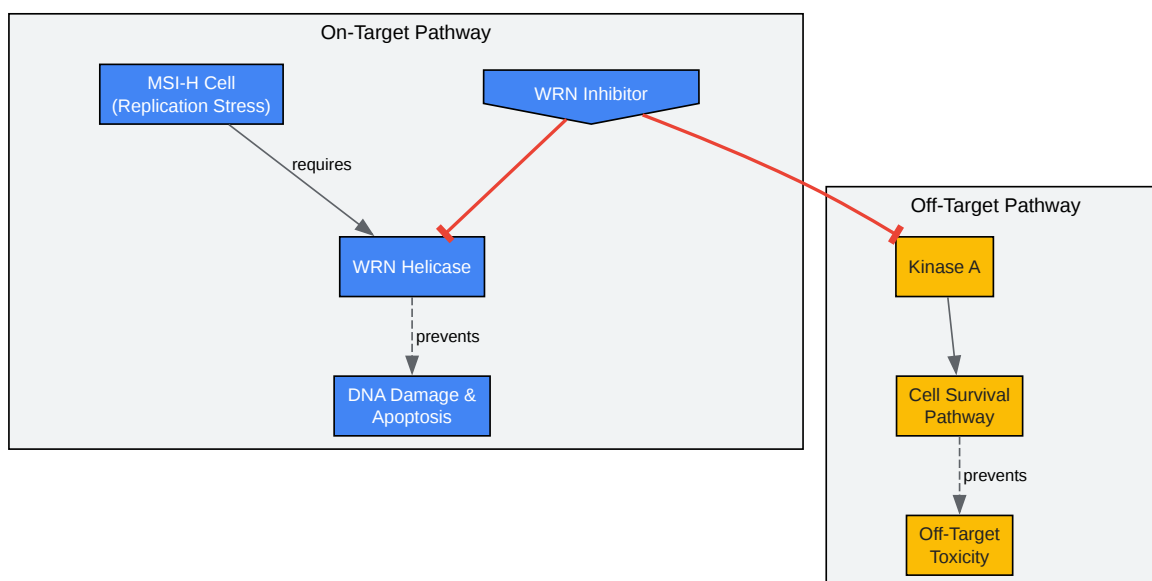 On-Target Pathway
MSI-H Cell
(Replication Stress)
WRN Inhibitor
requires
WRN Helicase
prevents
DNA Damage &
Apoptosis
Off-Target Pathway
Kinase A
Cell Survival
Pathway
prevents
Off-Target
Toxicity